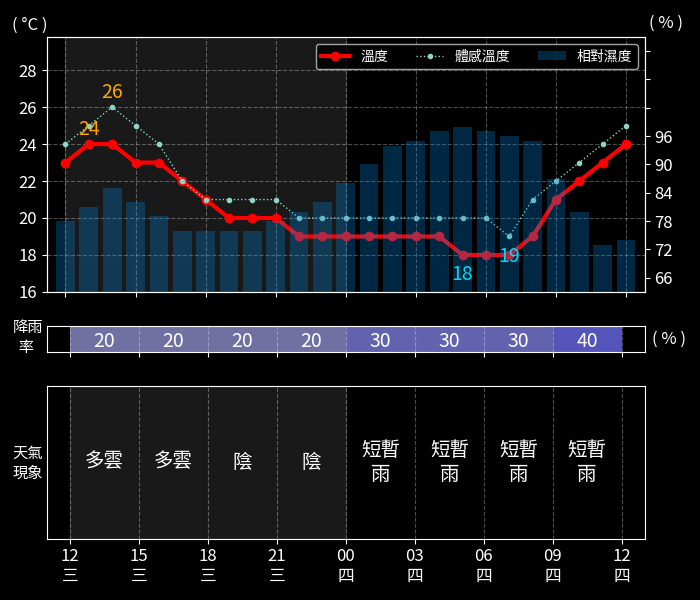 ( °C )
( % )
溫度
體感溫度
相對濕度
28
26
24
22
20
18
16
96
90
84
78
72
66
26
24
18
19
降雨
率
20
20
20
20
30
30
30
40
( % )
天氣
現象
多雲
多雲
陰
陰
短暫
雨
短暫
雨
短暫
雨
短暫
雨
12
三
15
三
18
三
21
三
00
四
03
四
06
四
09
四
12
四